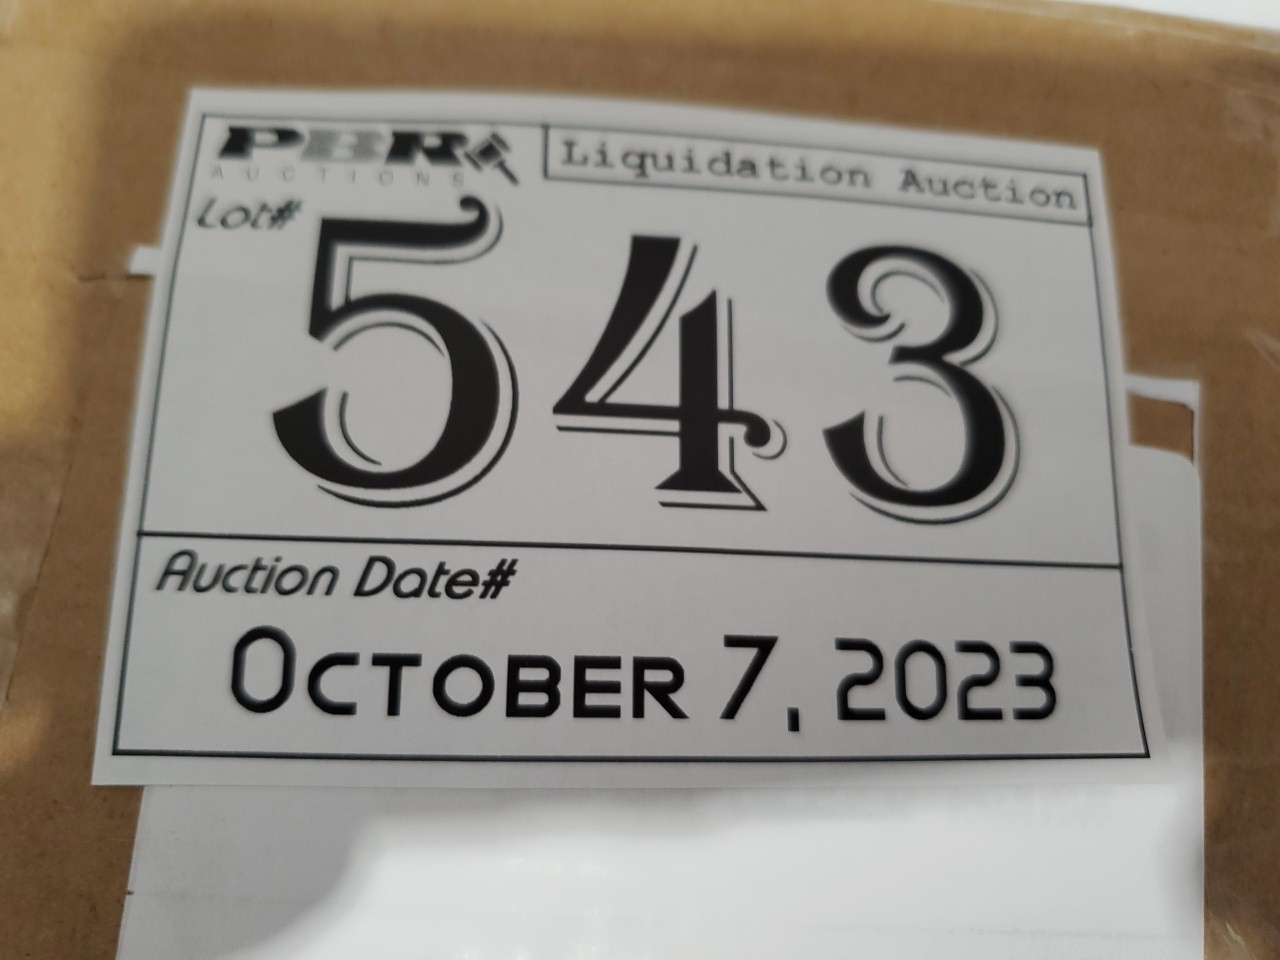 PBR
AUCTIONS
Liquidation Auction
Lot#
543
Auction Date#
OCTOBER 7, 2023